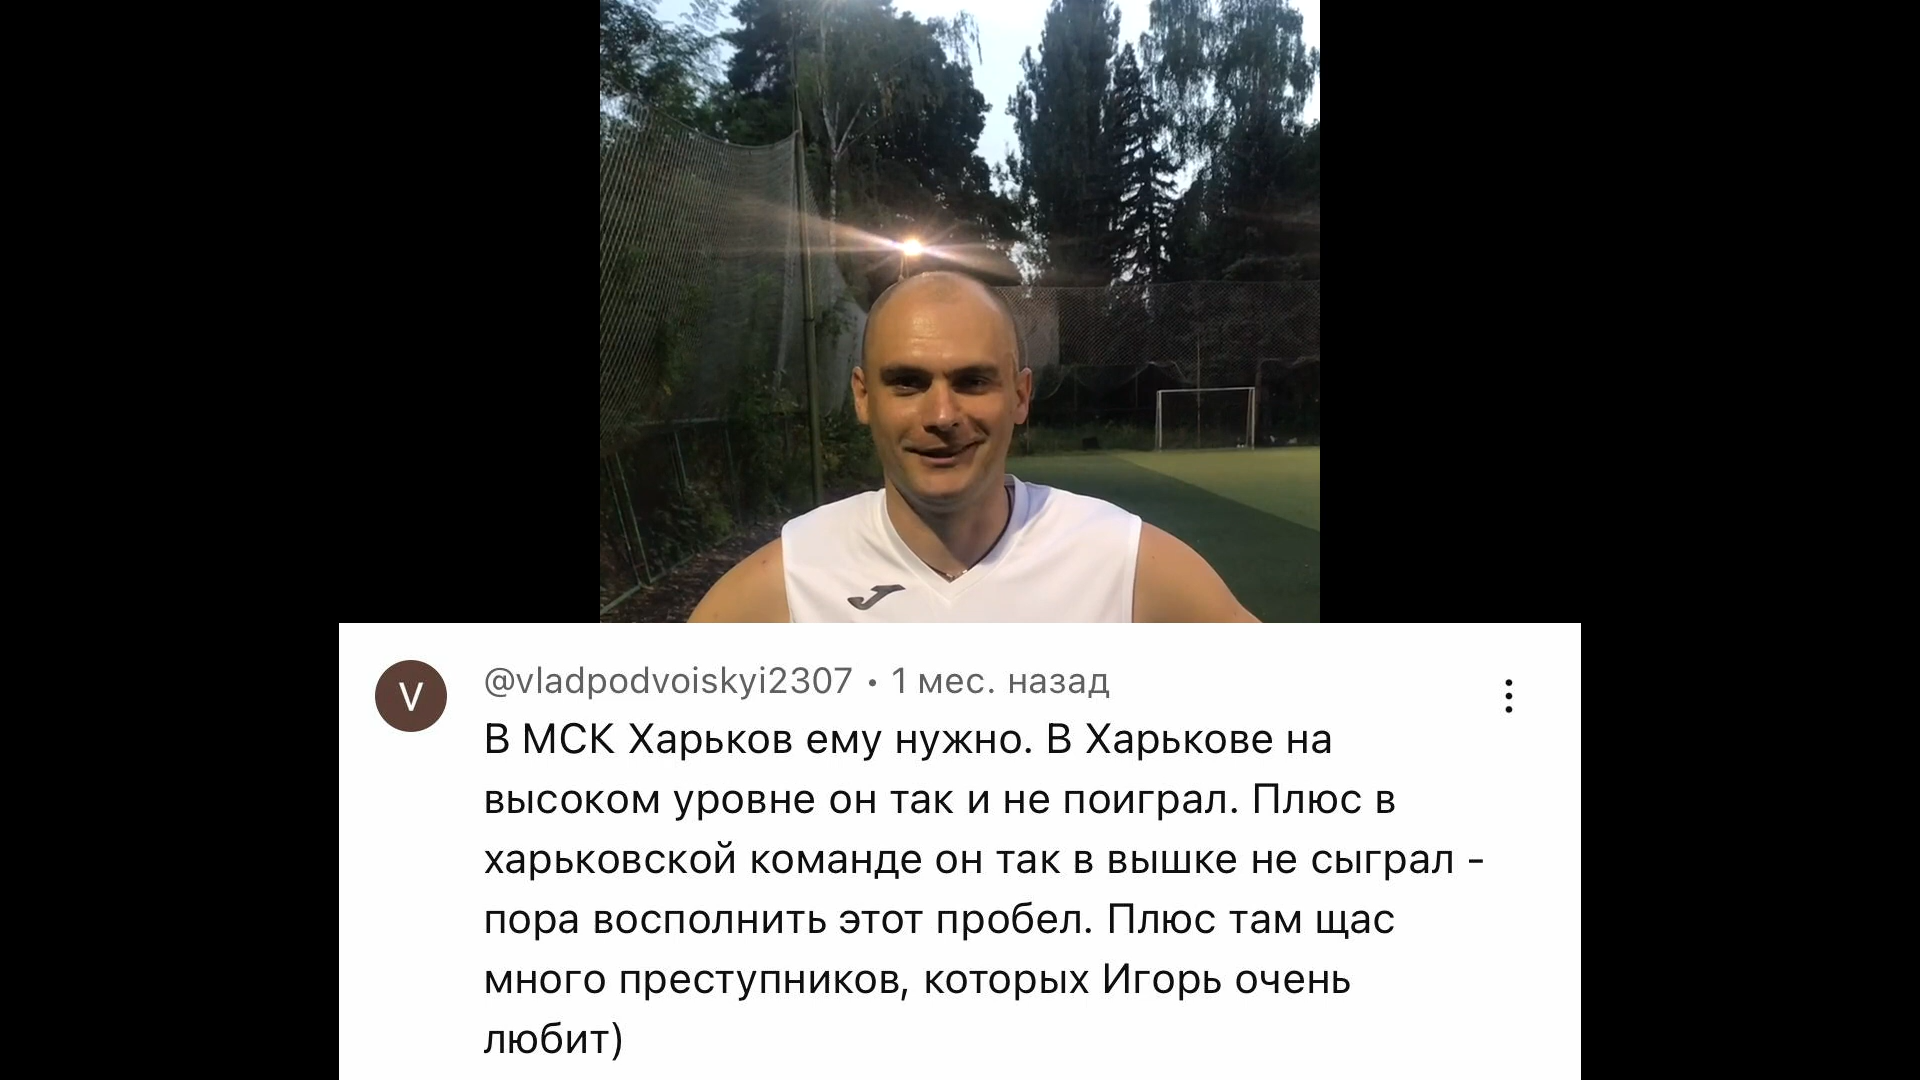 V
@vladpodvoiskyi2307 • 1 мес. назад
В МСК Харьков ему нужно. В Харькове на
высоком уровне он так и не поиграл. Плюс в
харьковской команде он так в вышке не сыграл -
пора восполнить этот пробел. Плюс там щас
много преступников, которых Игорь очень
любит)